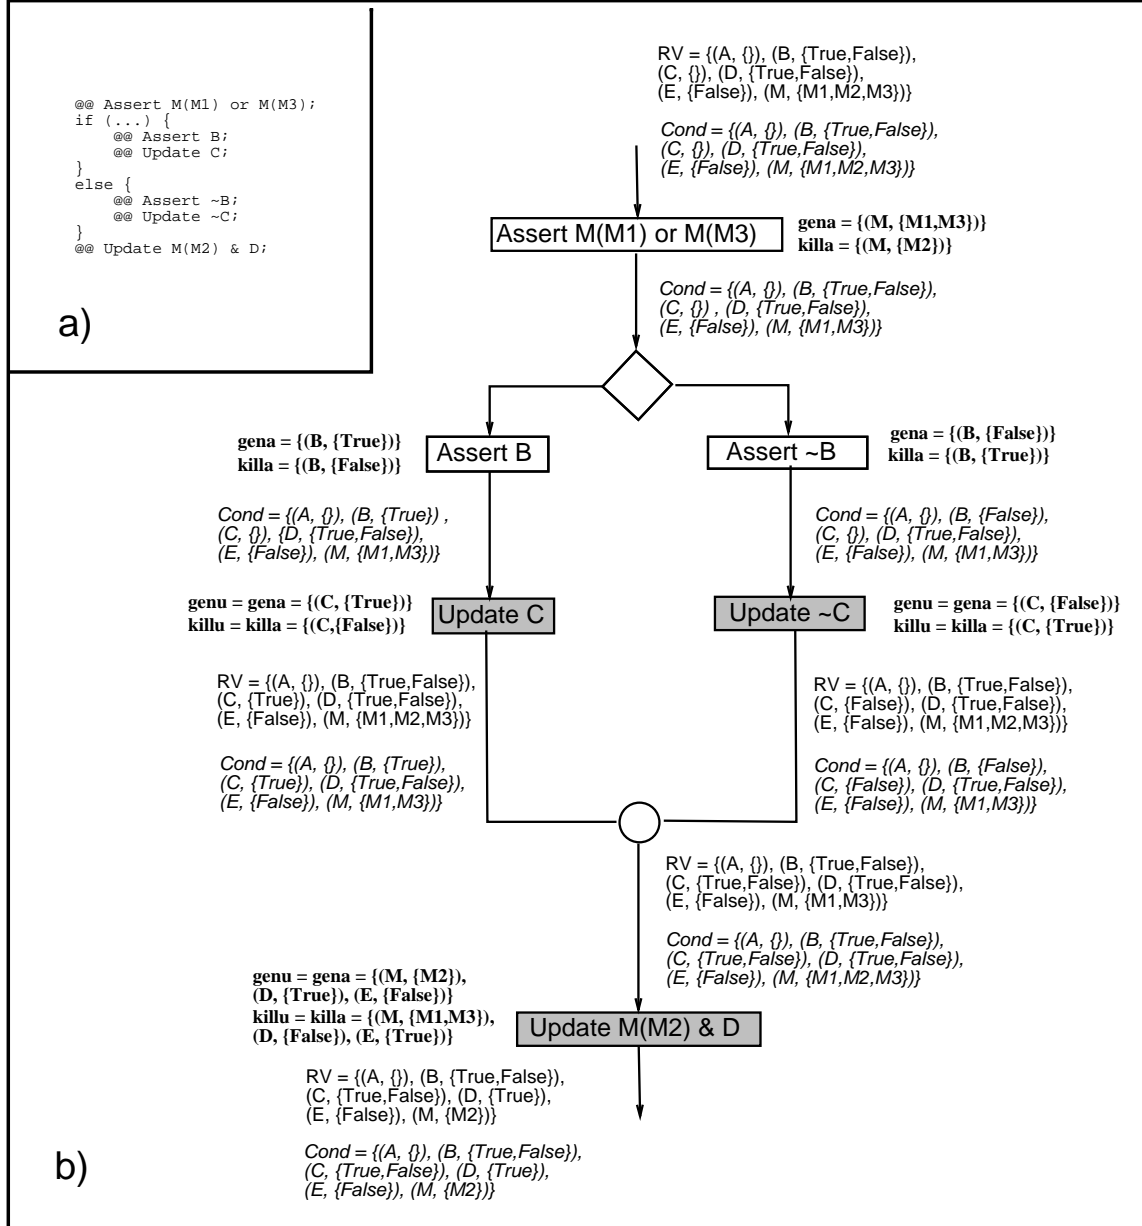 @@ Assert M(M1) or M(M3);
if (...) {
@@ Assert B;
@@ Update C;
}
else {
@@ Assert ~B;
@@ Update ~C;
}
@@ Update M(M2) & D;
a)
RV = {(A, {}), (B, {True,False}),
(C, {}), (D, {True,False}),
(E, {False}), (M, {M1,M2,M3})}
Cond = {(A, {}), (B, {True,False}),
(C, {}), (D, {True,False}),
(E, {False}), (M, {M1,M2,M3})}
Assert M(M1) or M(M3)
gena = {(M, {M1,M3})}
killa = {(M, {M2})}
Cond = {(A, {}), (B, {True,False}),
(C, {}) , (D, {True,False}),
(E, {False}), (M, {M1,M3})}
gena = {(B, {True})}
killa = {(B, {False})}
Assert B
Assert ~B
gena = {(B, {False})}
killa = {(B, {True})}
Cond = {(A, {}), (B, {True}) ,
(C, {}), {D, {True,False}),
(E, {False}), (M, {M1,M3})}
Cond = {(A, {}), (B, {False}),
(C, {}), (D, {True,False}),
(E, {False}), (M, {M1,M3})}
genu = gena = {(C, {True})}
killu = killa = {(C,{False})}
Update C
Update ~C
genu = gena = {(C, {False})}
killu = killa = {(C, {True})}
RV = {(A, {}), (B, {True,False}),
(C, {True}), (D, {True,False}),
(E, {False}), (M, {M1,M2,M3})}
Cond = {(A, {}), (B, {True}),
(C, {True}), (D, {True,False}),
(E, {False}), (M, {M1,M3})}
RV = {(A, {}), (B, {True,False}),
(C, {False}), (D, {True,False}),
(E, {False}), (M, {M1,M2,M3})}
Cond = {(A, {}), (B, {False}),
(C, {False}), (D, {True,False}),
(E, {False}), (M, {M1,M3})}
RV = {(A, {}), (B, {True,False}),
(C, {True,False}), (D, {True,False}),
(E, {False}), (M, {M1,M3})}
Cond = {(A, {}), (B, {True,False}),
(C, {True,False}), (D, {True,False}),
(E, {False}), (M, {M1,M2,M3})}
genu = gena = {(M, {M2}),
(D, {True}), (E, {False})}
killu = killa = {(M, {M1,M3}),
(D, {False}), (E, {True})}
Update M(M2) & D
RV = {(A, {}), (B, {True,False}),
(C, {True,False}), (D, {True}),
(E, {False}), (M, {M2})}
Cond = {(A, {}), (B, {True,False}),
(C, {True,False}), (D, {True}),
(E, {False}), (M, {M2})}
b)